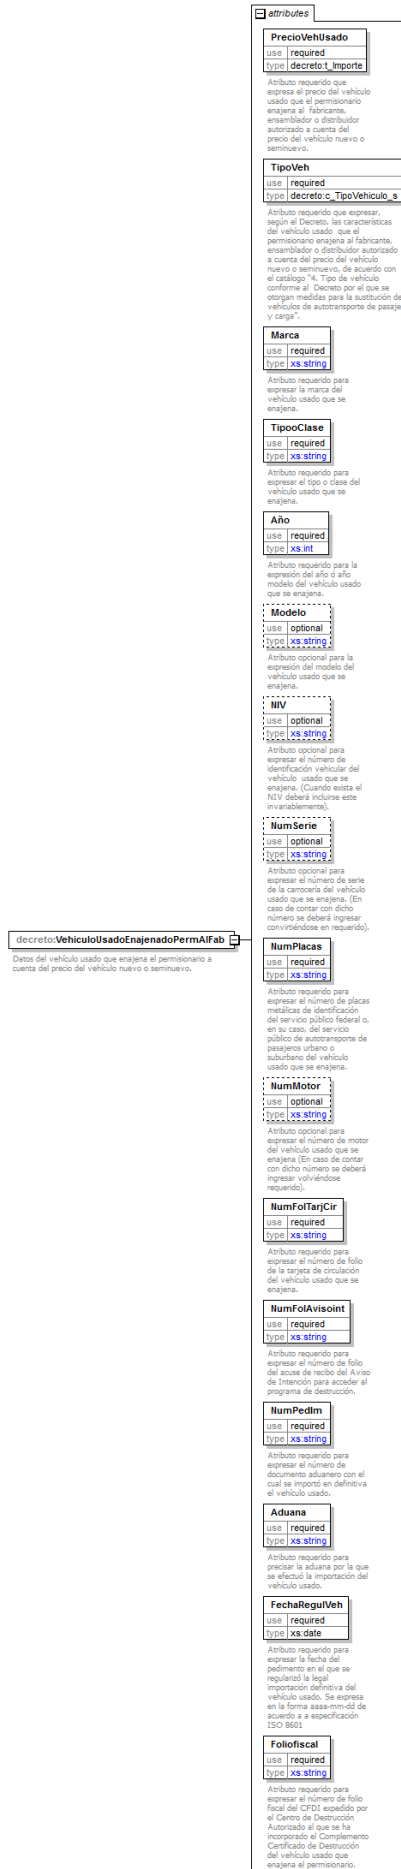 attributes
PrecioVehUsado
use required
type decreto:t_Importe
Atributo requerido que
expresa el precio del vehículo
usado que el permisionario
enajena al fabricante,
ensamblador o distribuidor
autorizado a cuenta del
precio del vehículo nuevo o
seminuevo.
TipoVeh
use required
type decreto:c_TipoVehiculo_s
Atributo requerido que expresar,
según el Decreto, las características
del vehículo usado que el
permisionario enajena al fabricante,
ensamblador o distribuidor autorizado
a cuenta del precio del vehículo
nuevo o seminuevo, de acuerdo con
el catálogo "4. Tipo de vehículo
conforme al Decreto por el que se
otorgan medidas para la sustitución de
vehículos de autotransporte de pasaje
y carga".
Marca
use required
type xs:string
Atributo requerido para
expresar la marca del
vehículo usado que se
enajena.
TipooClase
use required
type xs:string
Atributo requerido para
expresar el tipo o clase del
vehículo usado que se
enajena.
Año
use required
type xs:int
Atributo requerido para la
expresión del año ó año
modelo del vehículo usado
que se enajena.
Modelo
use optional
type xs:string
Atributo opcional para la
expresión del modelo del
vehículo usado que se
enajena.
NIV
use optional
type xs:string
Atributo opcional para
expresar el número de
identificación vehicular del
vehículo usado que se
enajena. (Cuando exista el
NIV deberá incluirse este
invariablemente).
NumSerie
use optional
type xs:string
Atributo opcional para
expresar el número de serie
de la carrocería del vehículo
usado que se enajena. (En
caso de contar con dicho
número se deberá ingresar
convirtiéndose en requerido).
decreto:VehiculoUsadoEnajenadoPermAlFab
Datos del vehículo usado que enajena el permisionario a
cuenta del precio del vehículo nuevo o seminuevo.
NumPlacas
use required
type xs:string
Atributo requerido para
expresar el número de placas
metálicas de identificación
del servicio público federal o,
en su caso, del servicio
público de autotransporte de
pasajeros urbano o
suburbano del vehículo
usado que se enajena.
NumMotor
use optional
type xs:string
Atributo opcional para
expresar el número de motor
del vehículo usado que se
enajena (En caso de contar
con dicho número se deberá
ingresar volviéndose
requerido).
NumFolTarjCir
use required
type xs:string
Atributo requerido para
expresar el número de folio
de la tarjeta de circulación
del vehículo usado que se
enajena.
NumFolAvisoint
use required
type xs:string
Atributo requerido para
expresar el número de folio
del acuse de recibo del Aviso
de Intención para acceder al
programa de destrucción.
NumPedIm
use required
type xs:string
Atributo requerido para
expresar el número de
documento aduanero con el
cual se importó en definitiva
el vehículo usado.
Aduana
use required
type xs:string
Atributo requerido para
precisar la aduana por la que
se efectuó la importación del
vehículo usado.
FechaRegulVeh
use required
type xs:date
Atributo requerido para
expresar la fecha del
pedimento en el que se
regularizó la legal
importación definitiva del
vehículo usado. Se expresa
en la forma aaaa-mm-dd de
acuerdo a a especificación
ISO 8601
Foliofiscal
use required
type xs:string
Atributo requerido para
expresar el número de folio
fiscal del CFDI expedido por
el Centro de Destrucción
Autorizado al que se ha
incorporado el Complemento
Certificado de Destrucción
del vehículo usado que
enajena el permisionario.